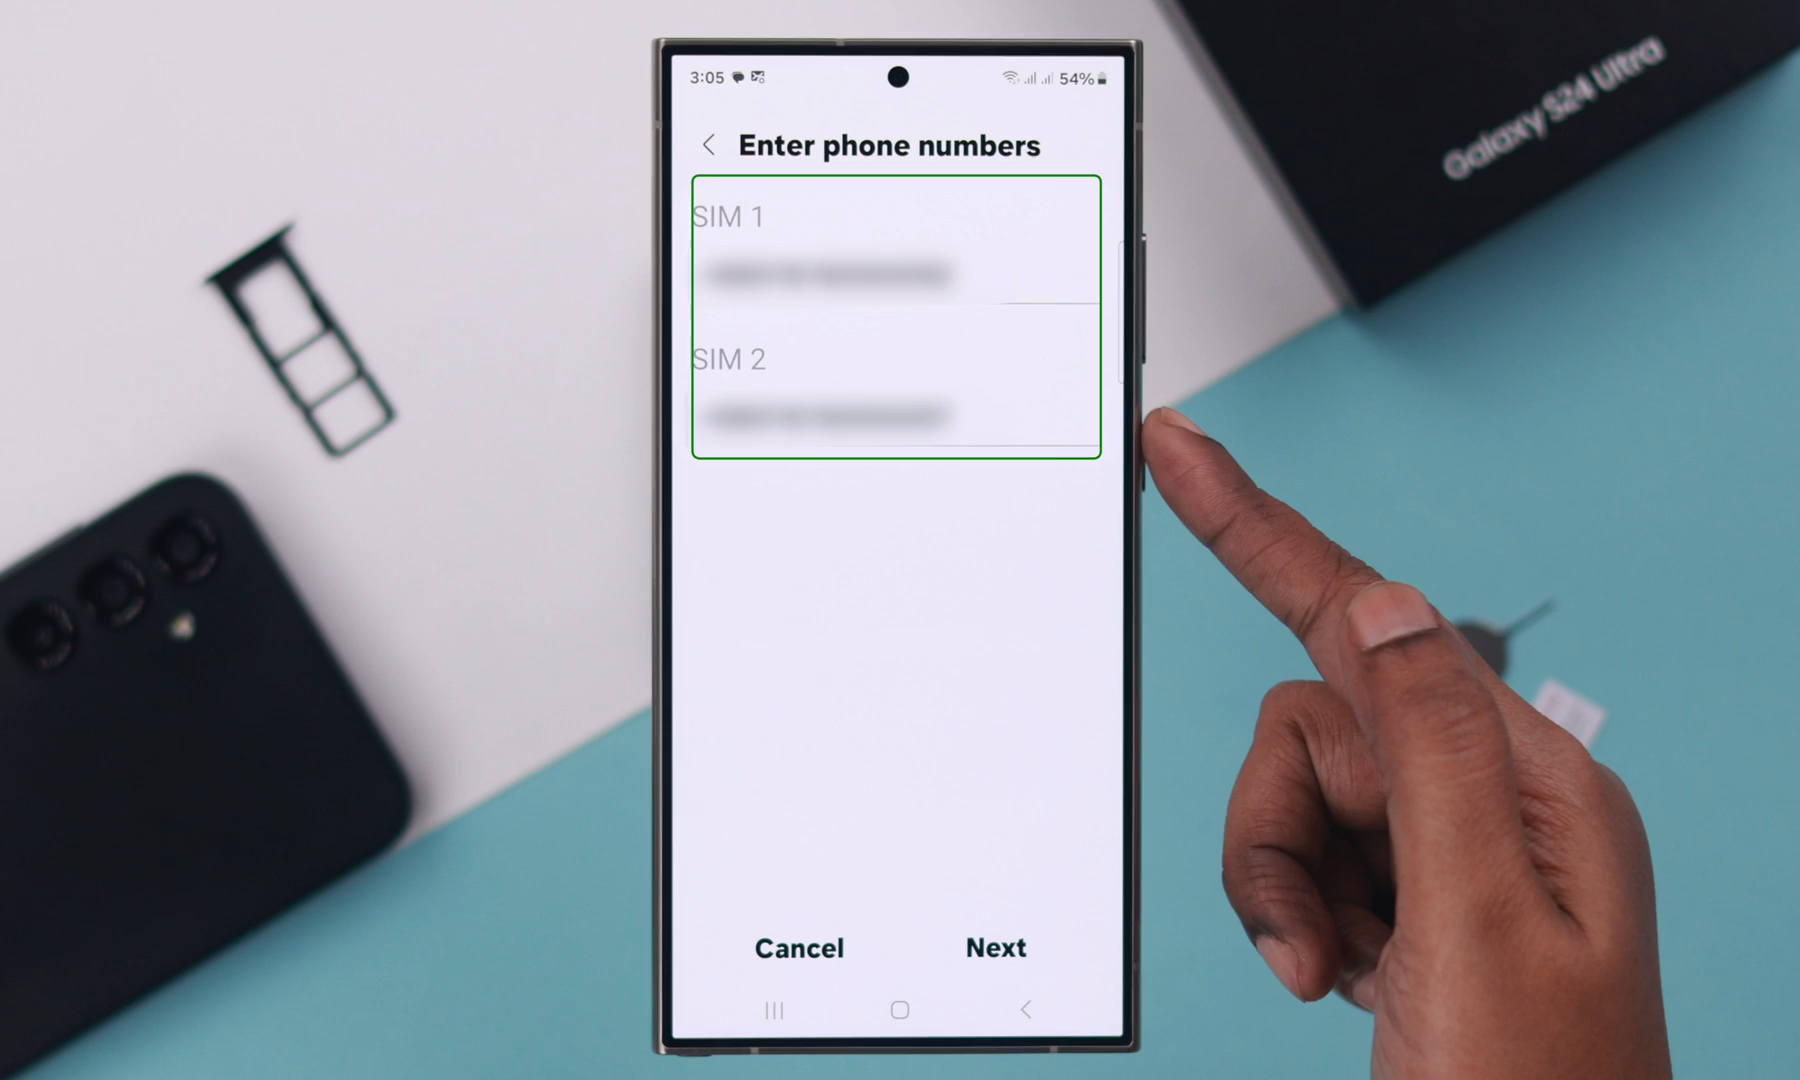 3:05
54%
Enter phone numbers
SIM 1
SIM 2
Cancel
Next
Galaxy S24 Ultra